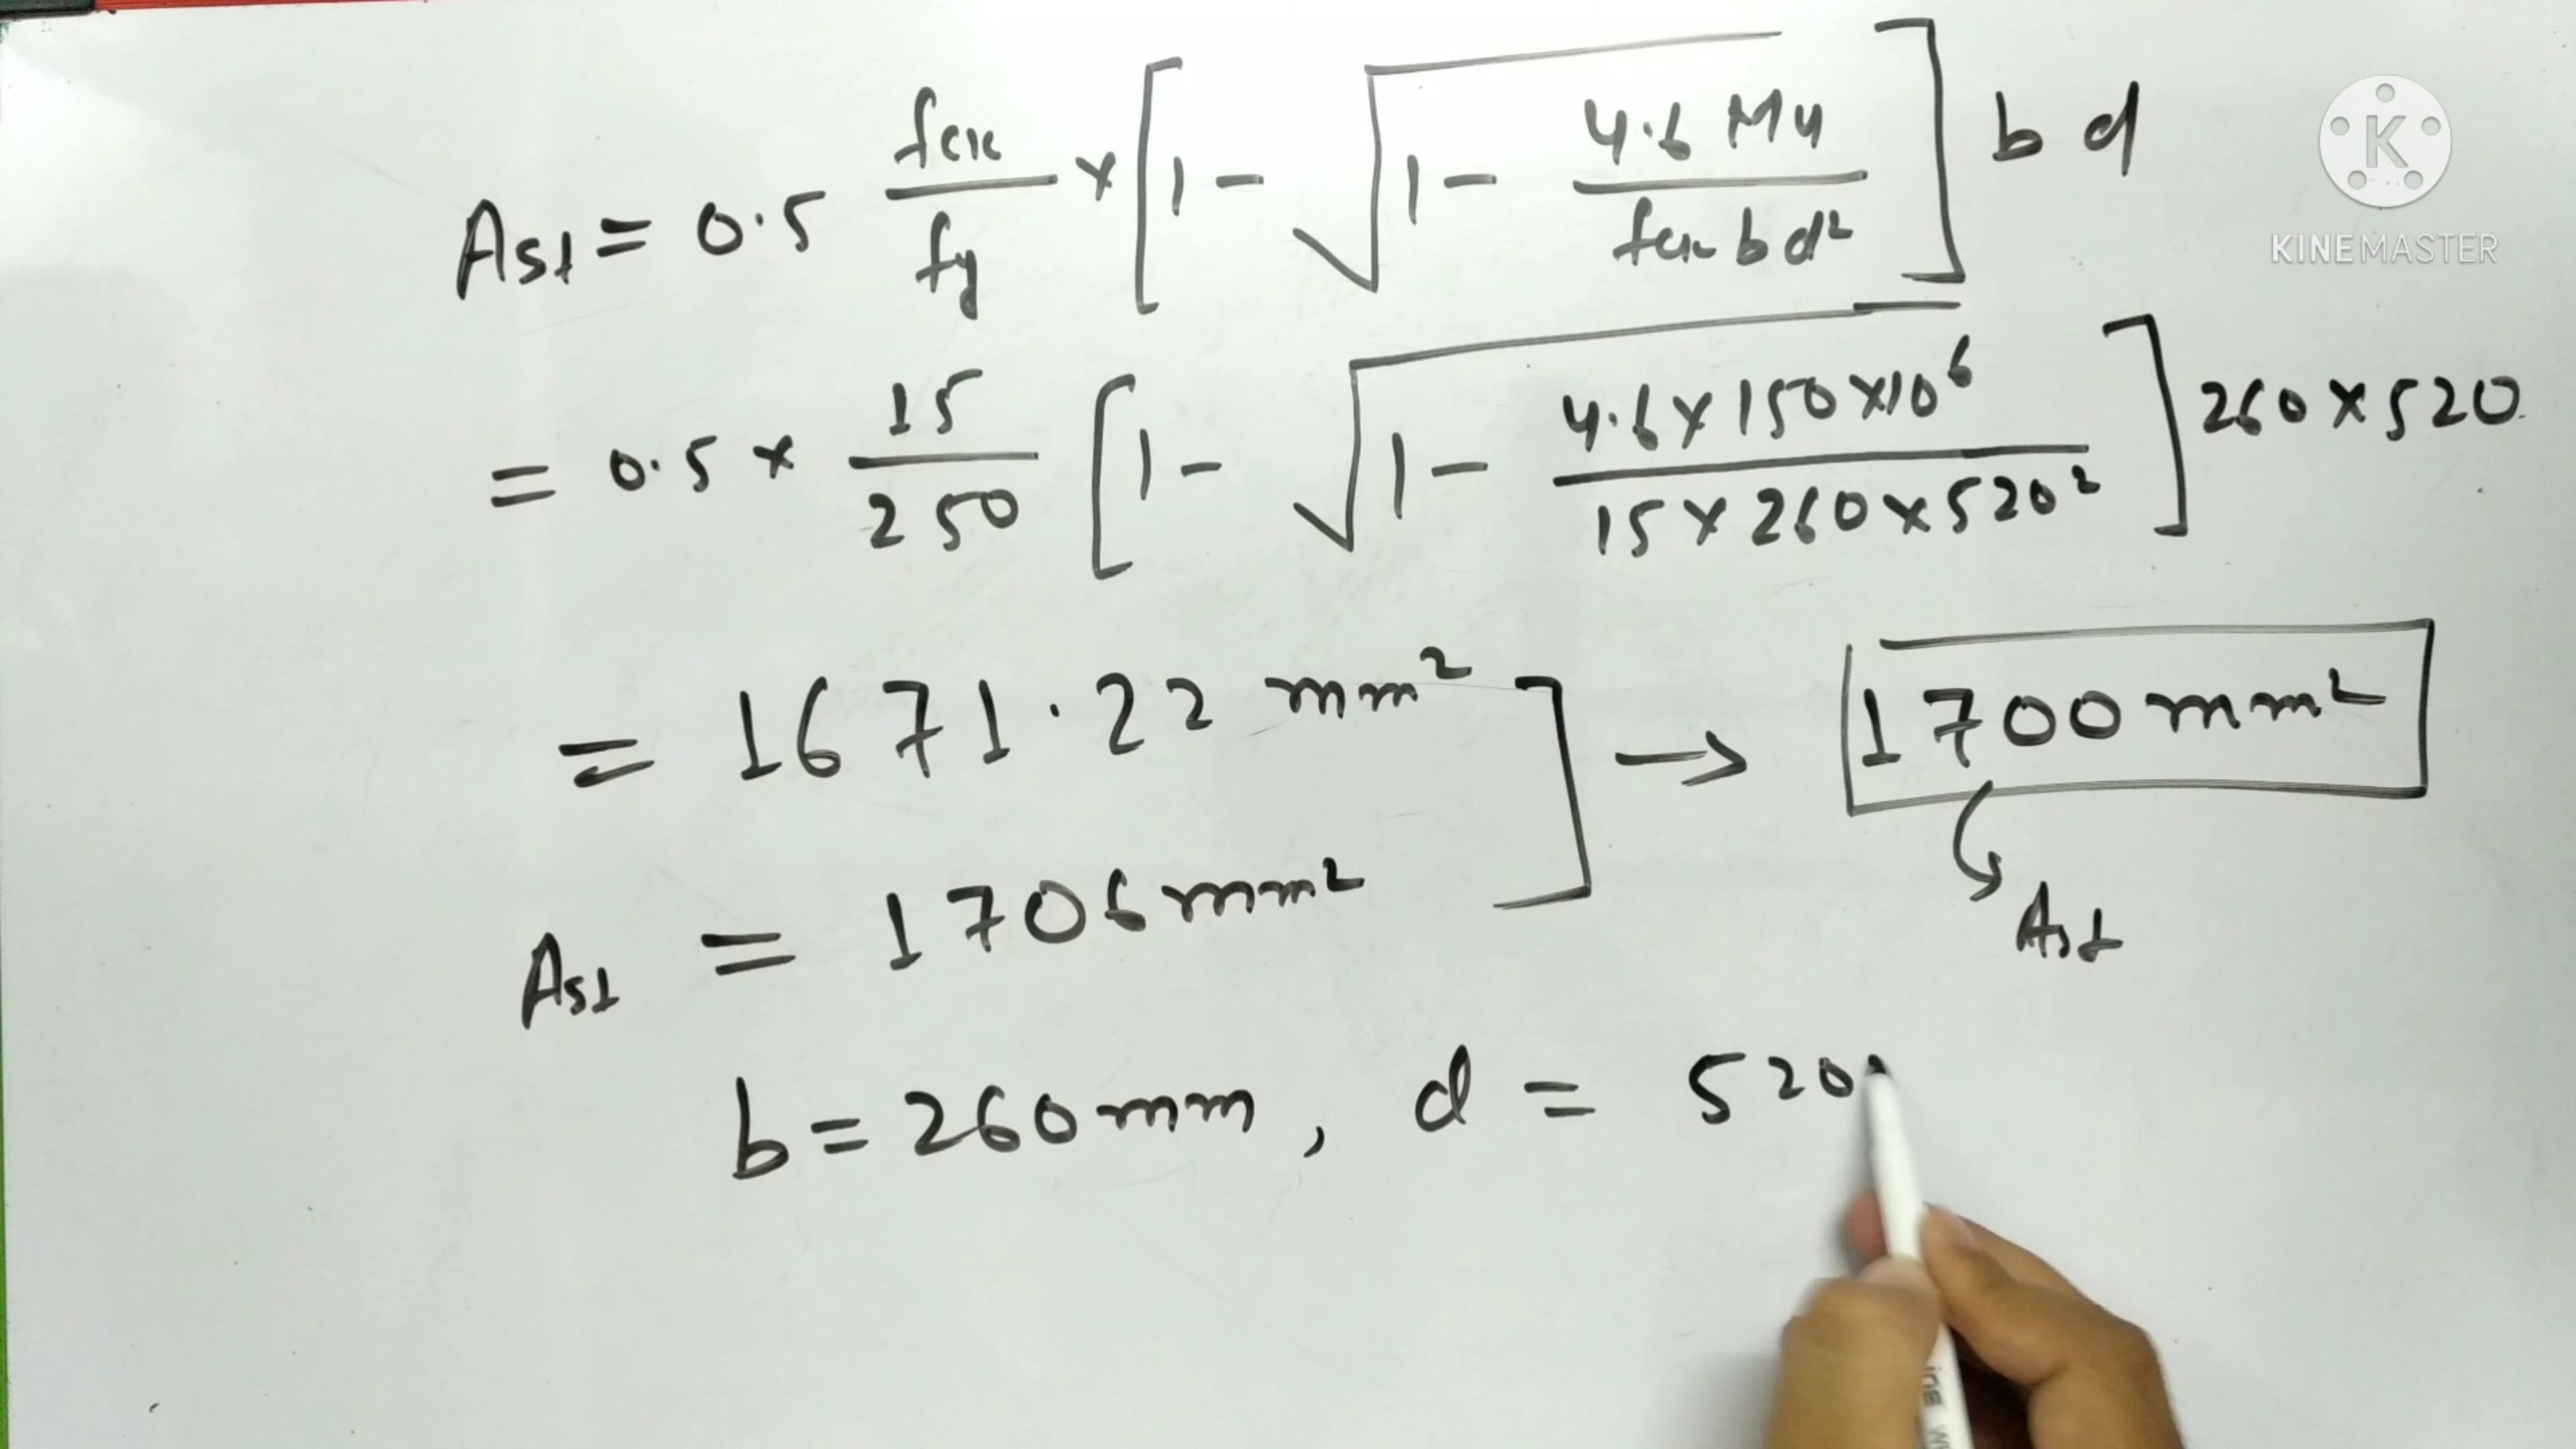 Ast = 0.5 fck/fy × [1 - √(1 - 4.6 Mu / fck b d²)] b d
= 0.5 × 15/250 [1 - √(1 - 4.6 × 150 × 10⁶ / 15 × 260 × 520²)] 260 × 520
= 1671.22 mm² ] → 1700 mm²
Ast = 1706 mm²
Ast
b = 260 mm, d = 520
K
KINEMASTER